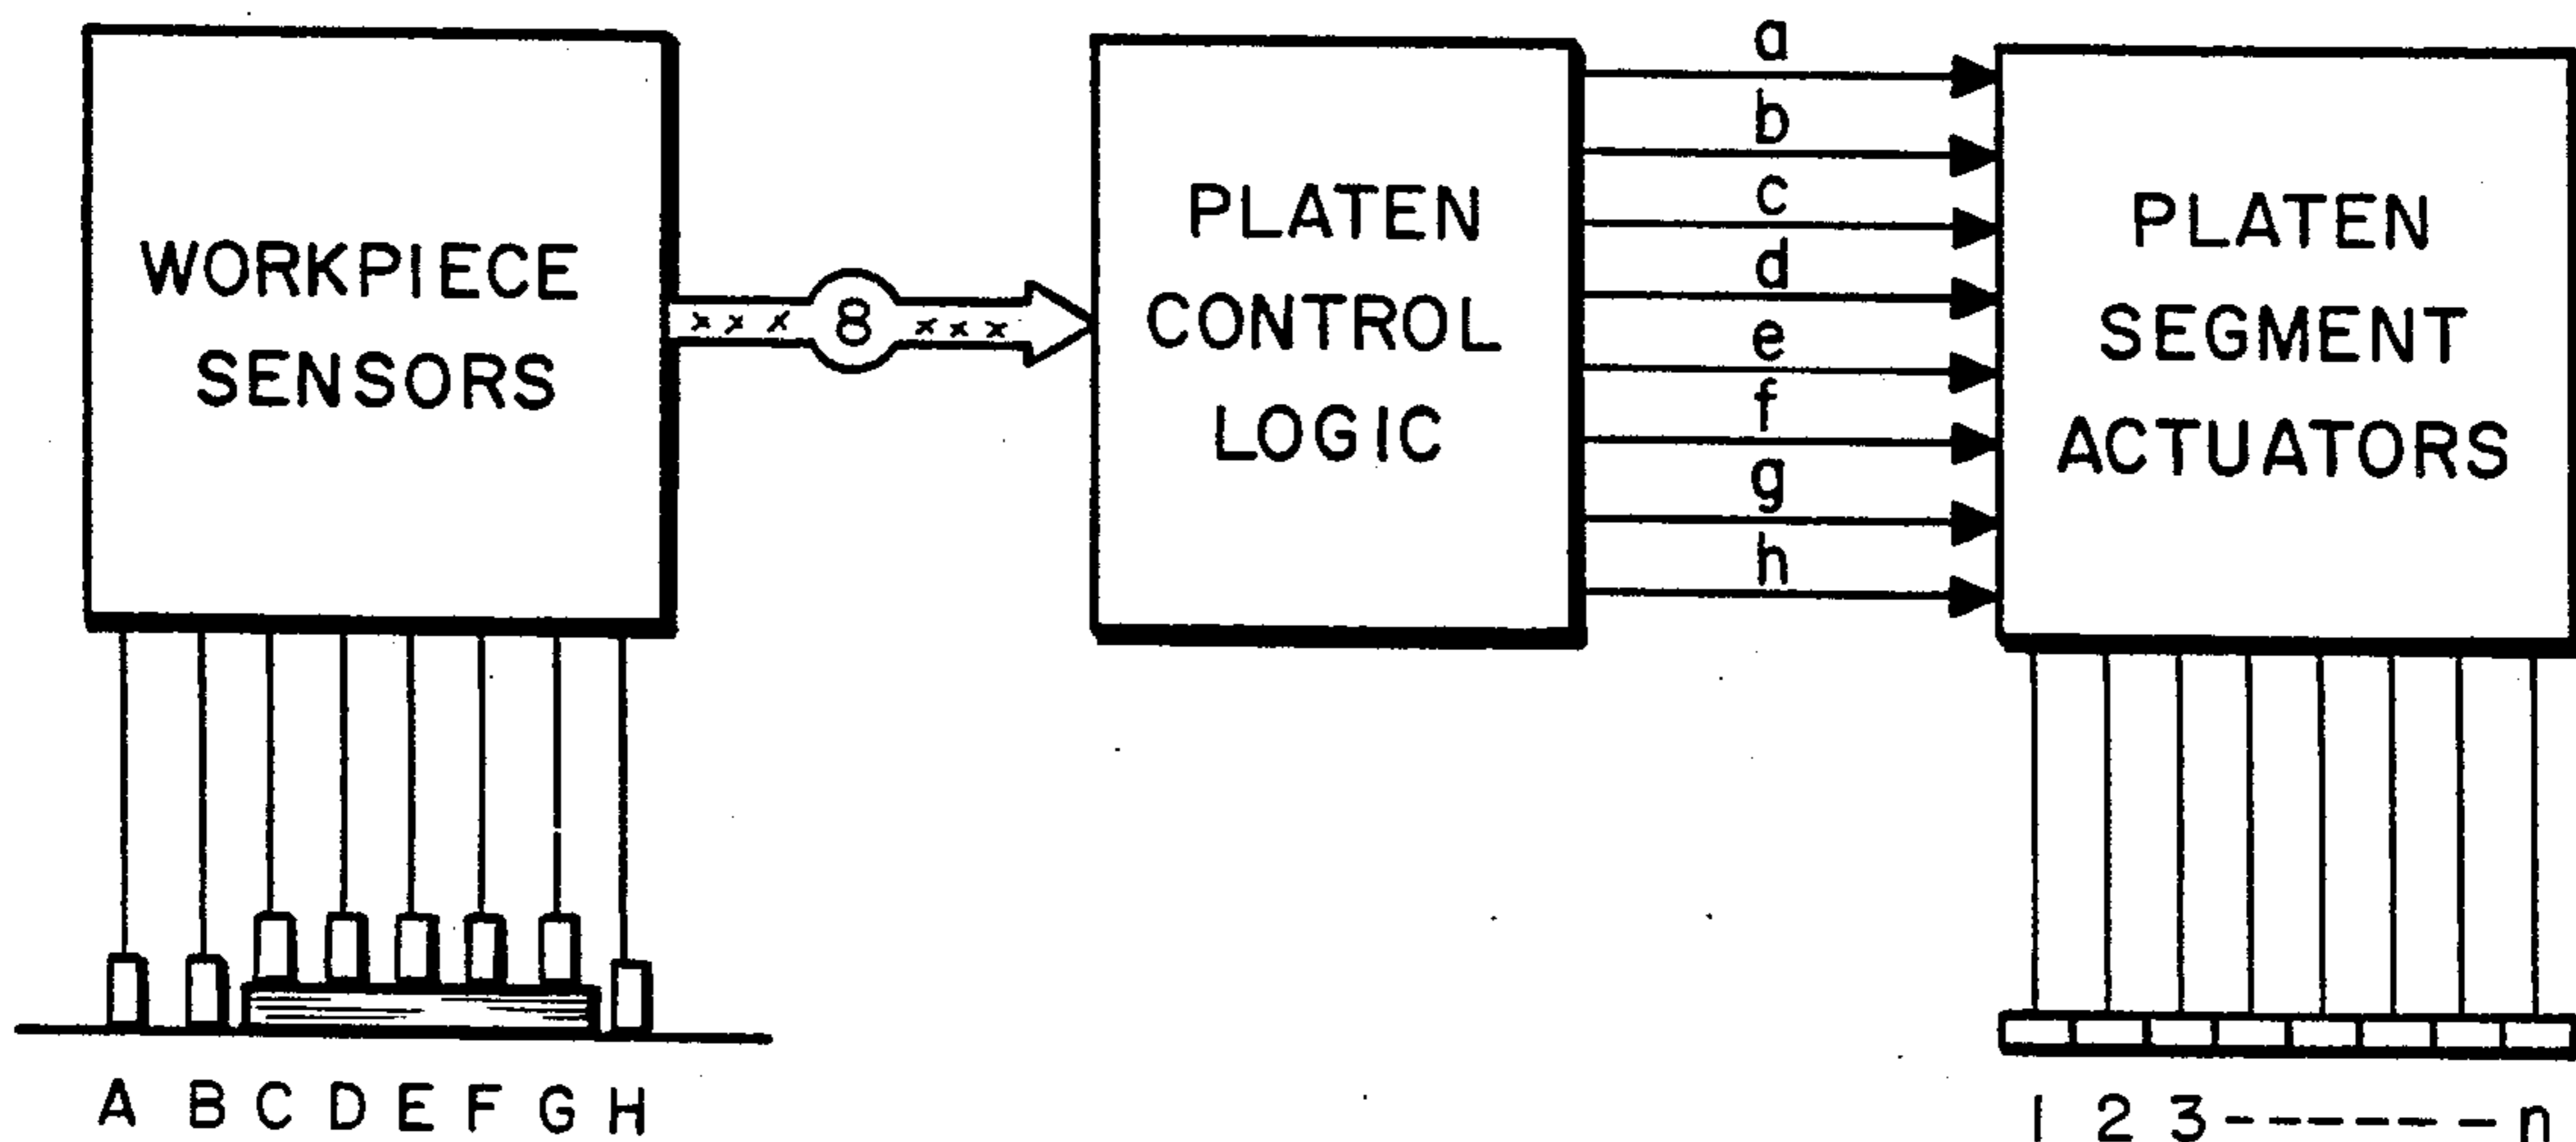 WORKPIECE
SENSORS
x x x 8 x x x
PLATEN
CONTROL
LOGIC
a
b
c
d
e
f
g
h
PLATEN
SEGMENT
ACTUATORS
A B C D E F G H
1 2 3 ------- n